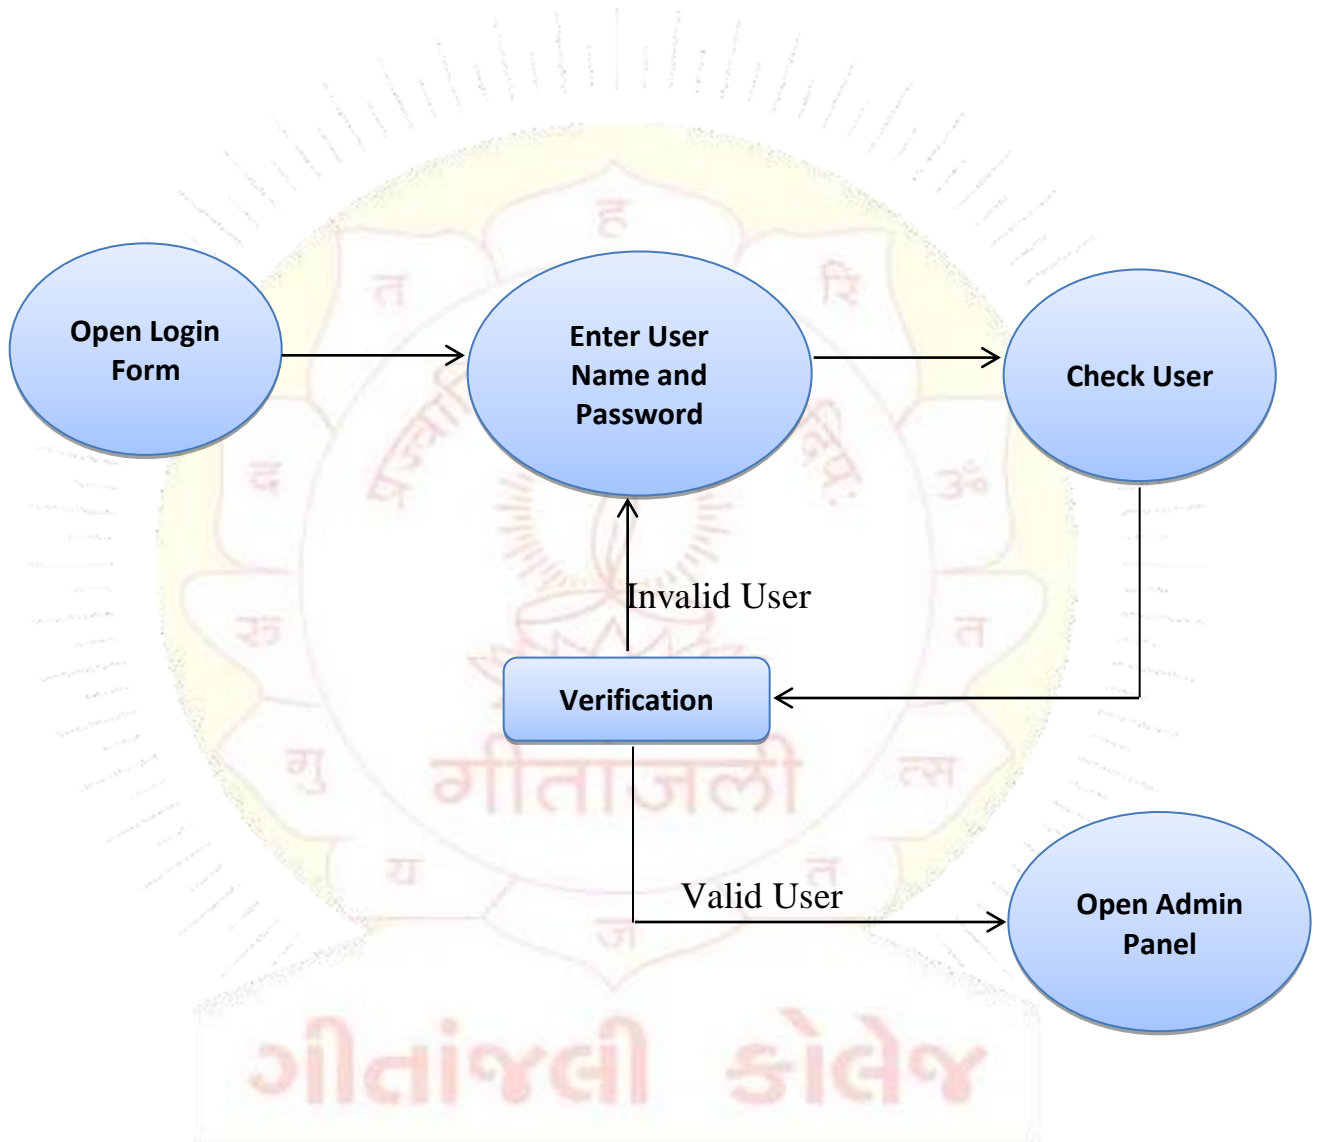 ह
त
रि
Open Login
Form
Enter User
Name and
Password
Check User
द
ॐ
Invalid User
रु
त
Verification
गु
गीतांजली
त्स
य
त
Valid User
Open Admin
Panel
ज
ગીતાંજલી કોલેજ